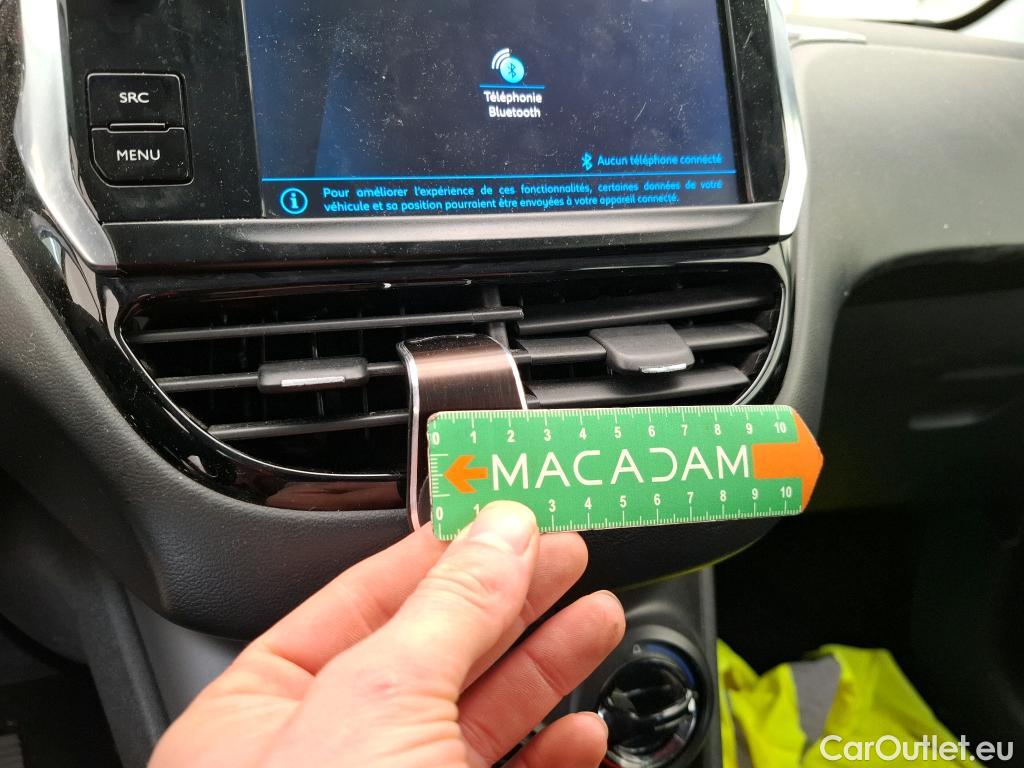 SRC
MENU
Téléphonie
Bluetooth
Aucun téléphone connecté
i Pour améliorer l'expérience de ces fonctionnalités, certaines données de votre
véhicule et sa position pourraient être envoyées à votre appareil connecté.
0 1 2 3 4 5 6 7 8 9 10
MACADAM
0 1 3 4 5 6 7 8 9 10
CarOutlet.eu